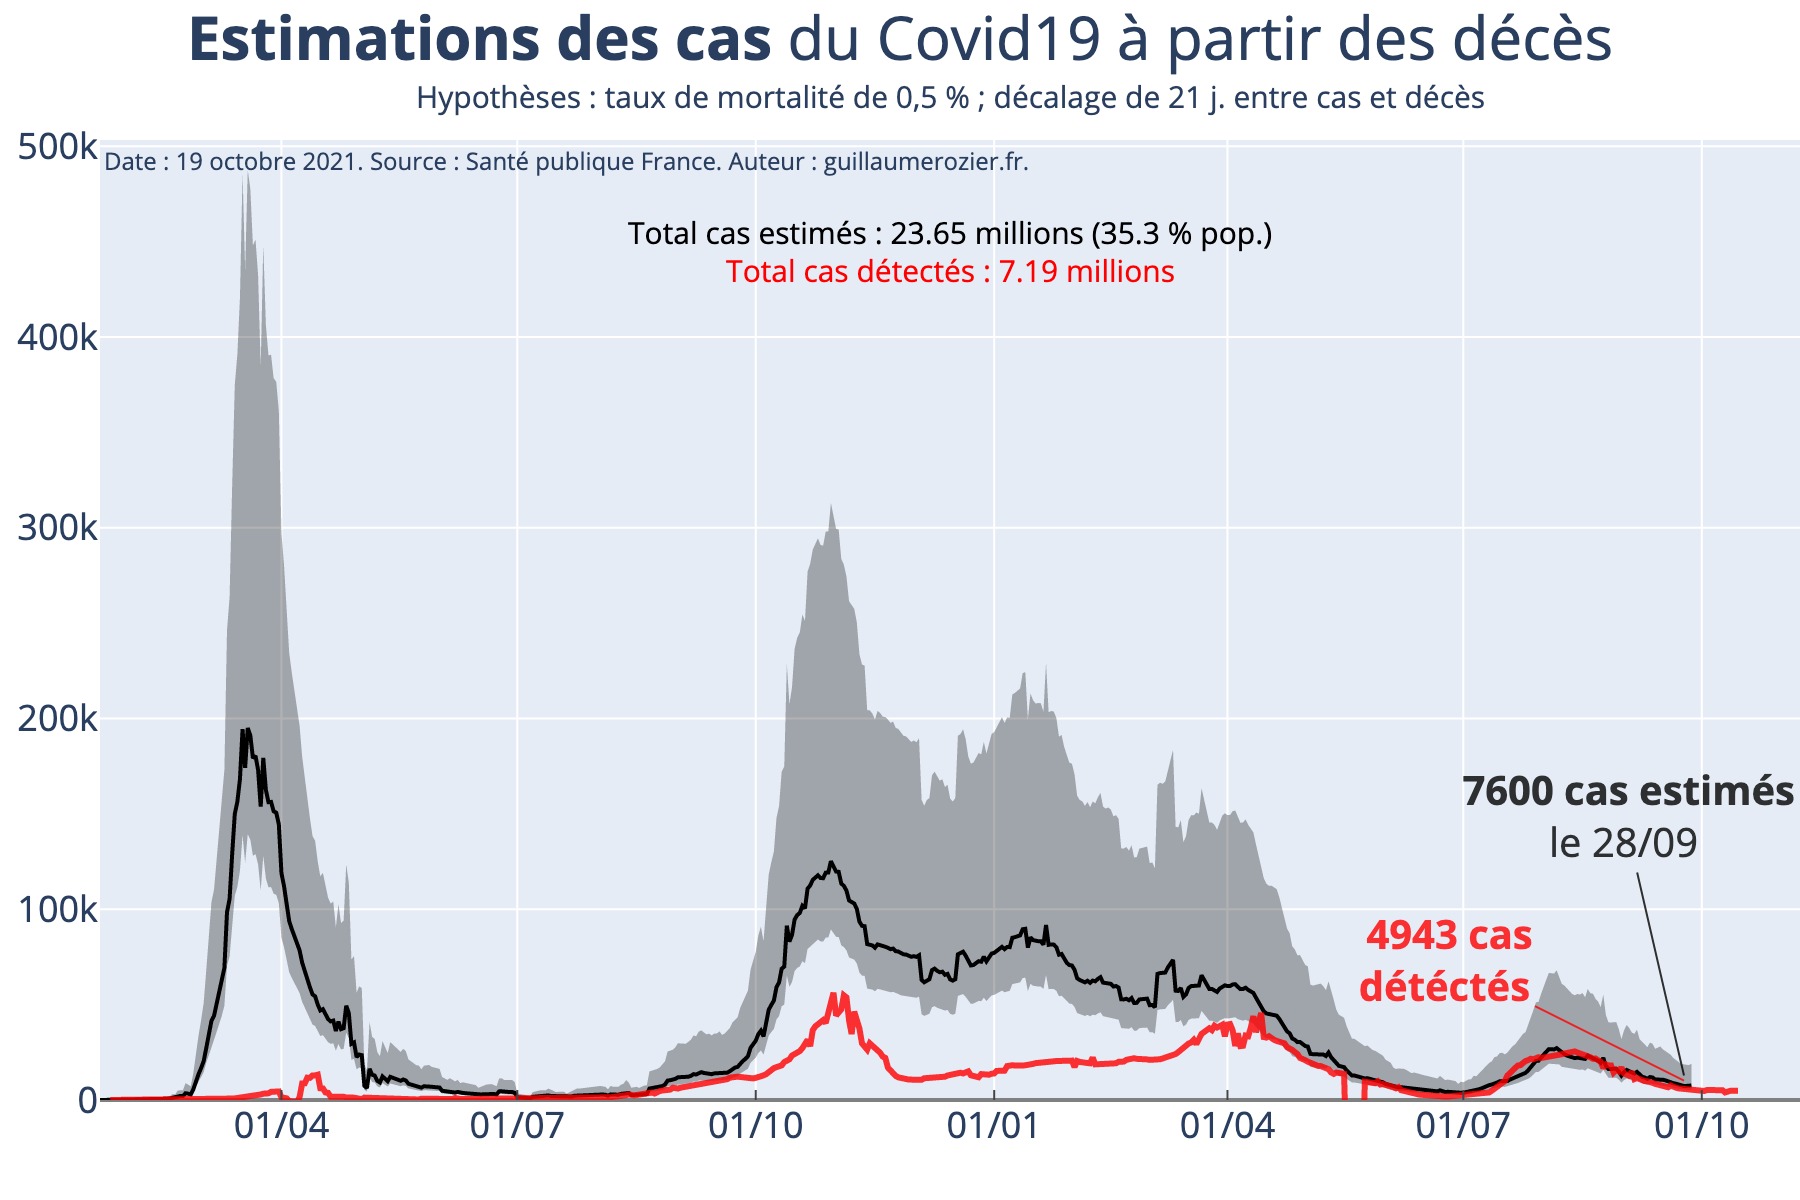 Estimations des cas du Covid19 à partir des décès
Hypothèses : taux de mortalité de 0,5 % ; décalage de 21 j. entre cas et décès
500k
Date : 19 octobre 2021. Source : Santé publique France. Auteur : guillaumerozier.fr.
Total cas estimés : 23.65 millions (35.3 % pop.)
Total cas détectés : 7.19 millions
400k
300k
200k
7600 cas estimés
le 28/09
100k
4943 cas
détéctés
0
01/04 01/07 01/10 01/01 01/04 01/07 01/10